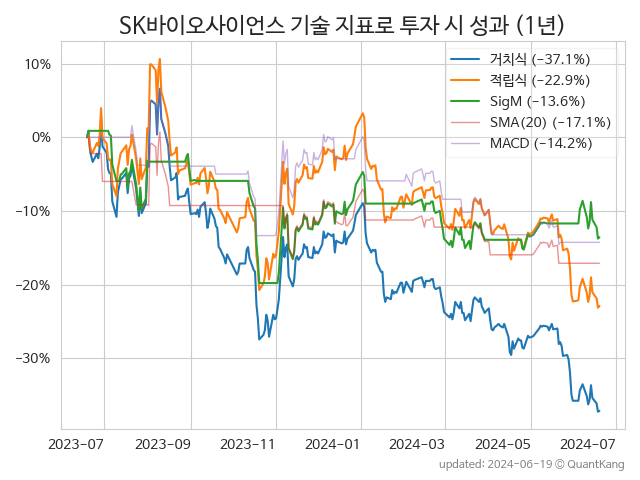 SK바이오사이언스 기술 지표로 투자 시 성과 (1년)
거치식 (−37.1%)
적립식 (−22.9%)
SigM (−13.6%)
SMA(20) (−17.1%)
MACD (−14.2%)
10%
0%
−10%
−20%
−30%
2023-07
2023-09
2023-11
2024-01
2024-03
2024-05
2024-07
updated: 2024-06-19 © QuantKang